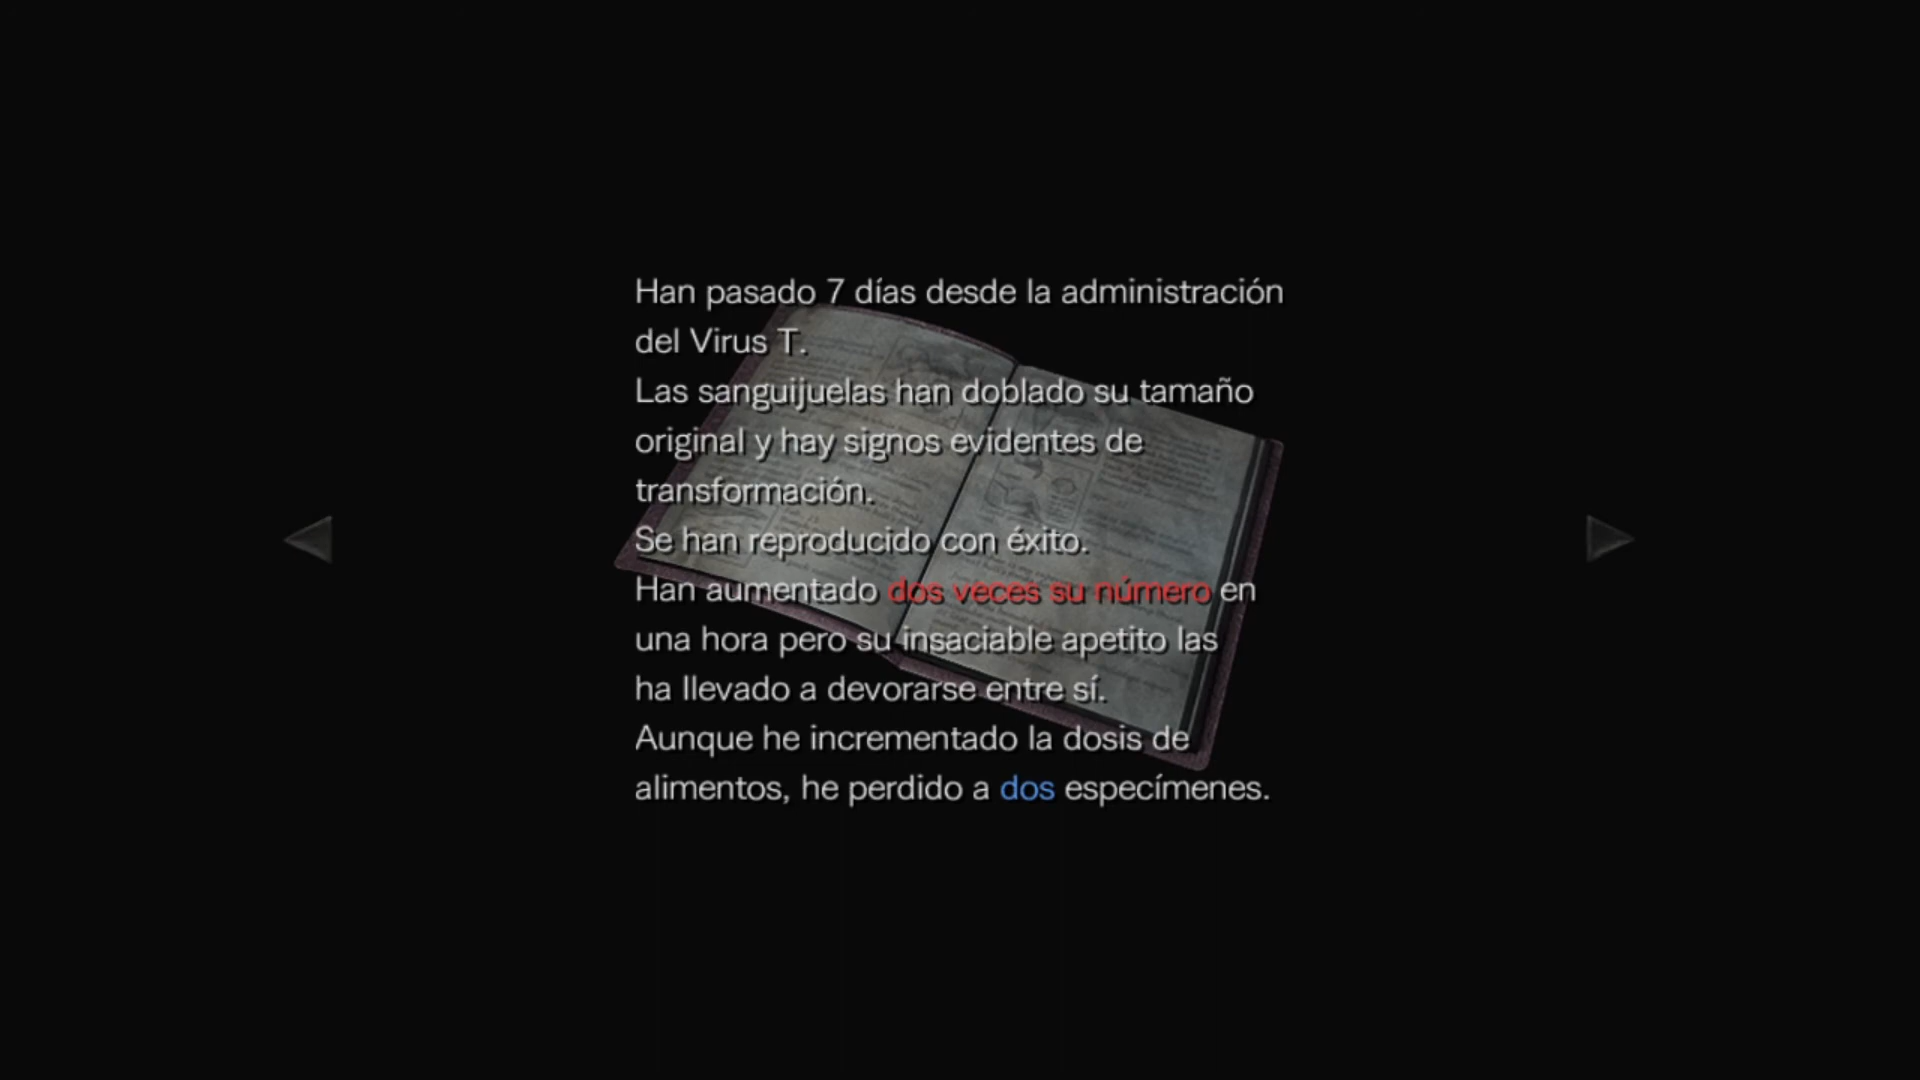 Han pasado 7 días desde la administración
del Virus T.
Las sanguijuelas han doblado su tamaño
original y hay signos evidentes de
transformación.
Se han reproducido con éxito.
Han aumentado dos veces su número en
una hora pero su insaciable apetito las
ha llevado a devorarse entre sí.
Aunque he incrementado la dosis de
alimentos, he perdido a dos especímenes.